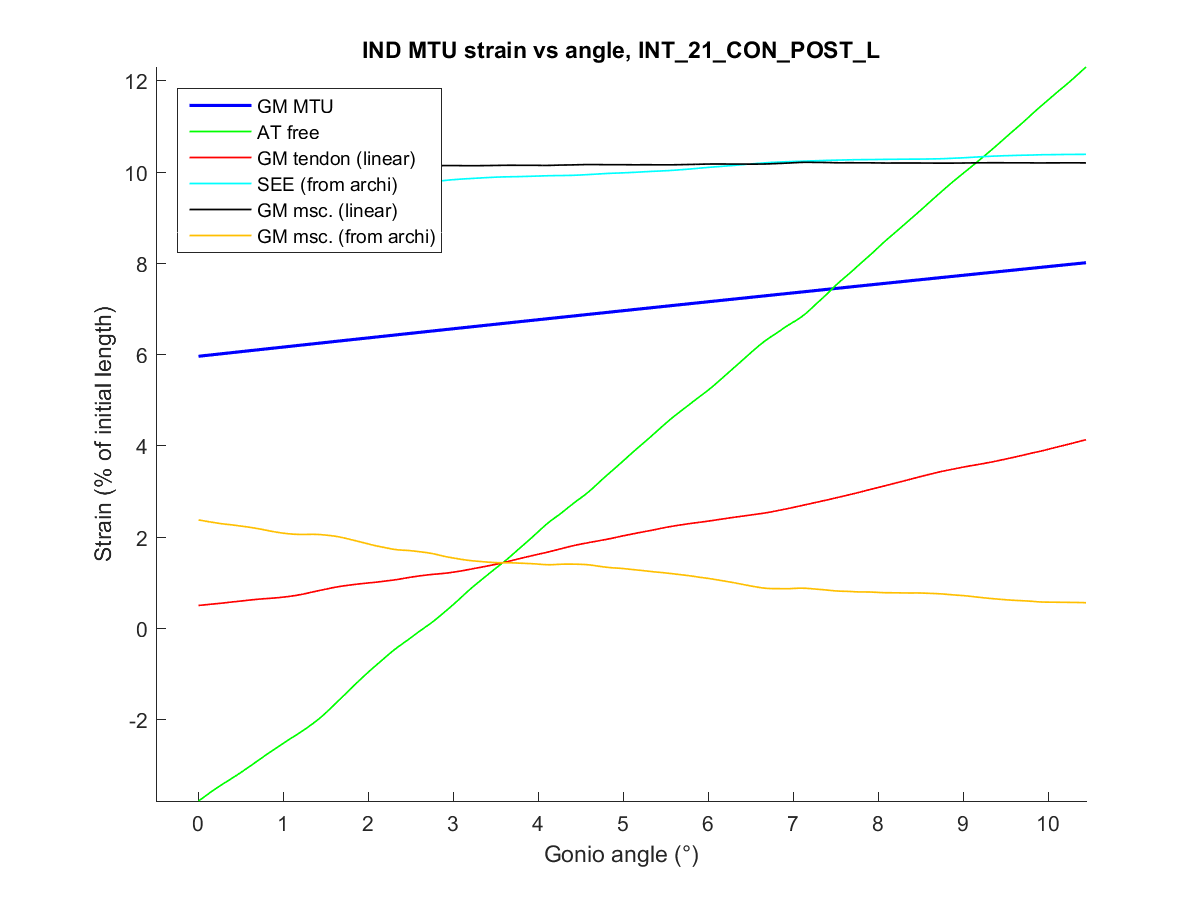 IND MTU strain vs angle, INT_21_CON_POST_L
GM MTU
AT free
GM tendon (linear)
SEE (from archi)
GM msc. (linear)
GM msc. (from archi)
Strain (% of initial length)
12
10
8
6
4
2
0
-2
0 1 2 3 4 5 6 7 8 9 10
Gonio angle (°)